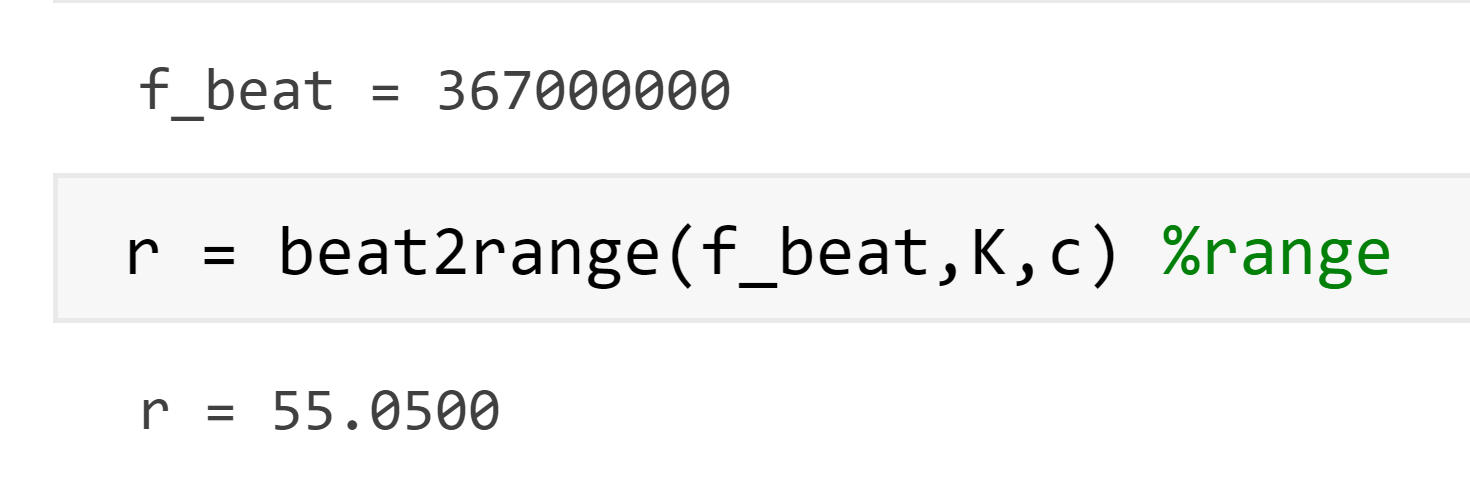 f_beat = 367000000
r = beat2range(f_beat,K,c) %range
r = 55.0500